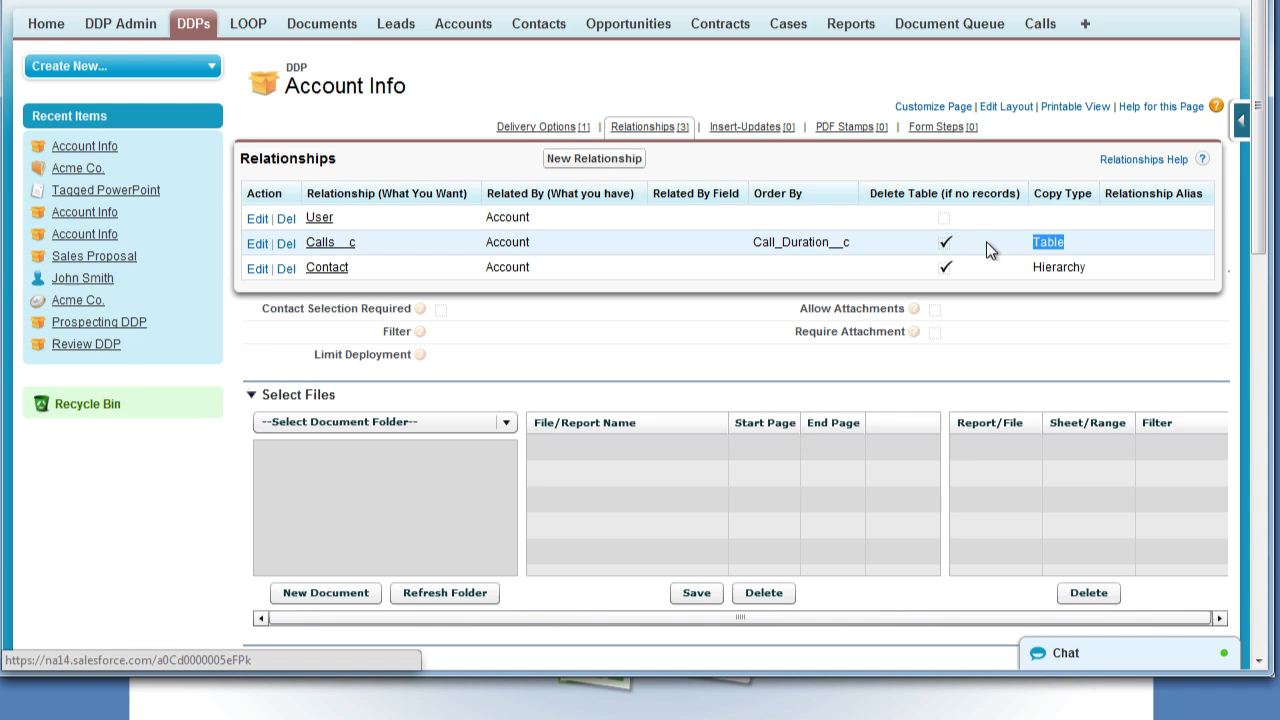 Home DDP Admin DDPs LOOP Documents Leads Accounts Contacts Opportunities Contracts Cases Reports Document Queue Calls +
Create New...
Recent Items
Account Info
Acme Co.
Tagged PowerPoint
Account Info
Account Info
Sales Proposal
John Smith
Acme Co.
Prospecting DDP
Review DDP
Recycle Bin
DDP
Account Info
Customize Page | Edit Layout | Printable View | Help for this Page ?
Delivery Options [1] | Relationships [3] | Insert-Updates [0] | PDF Stamps [0] | Form Steps [0]
Relationships New Relationship Relationships Help ?
Action Relationship (What You Want) Related By (What you have) Related By Field Order By Delete Table (if no records) Copy Type Relationship Alias
Edit | Del User Account
Edit | Del Calls__c Account Call_Duration__c ✓ Table
Edit | Del Contact Account ✓ Hierarchy
Contact Selection Required ? Allow Attachments ?
Filter ? Require Attachment ?
Limit Deployment ?
Select Files
--Select Document Folder--
File/Report Name Start Page End Page
Report/File Sheet/Range Filter
New Document Refresh Folder Save Delete Delete
https://na14.salesforce.com/a0Cd0000005eFPk
Chat